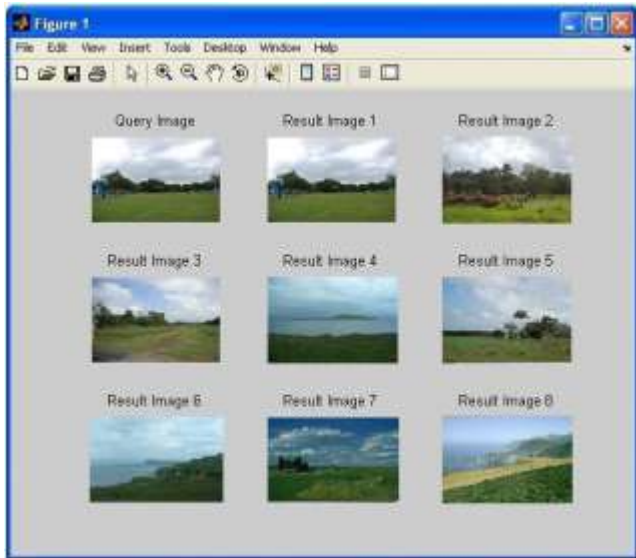 Figure 1
File Edit View Insert Tools Desktop Window Help
Query Image Result Image 1 Result Image 2
Result Image 3 Result Image 4 Result Image 5
Result Image 6 Result Image 7 Result Image 8